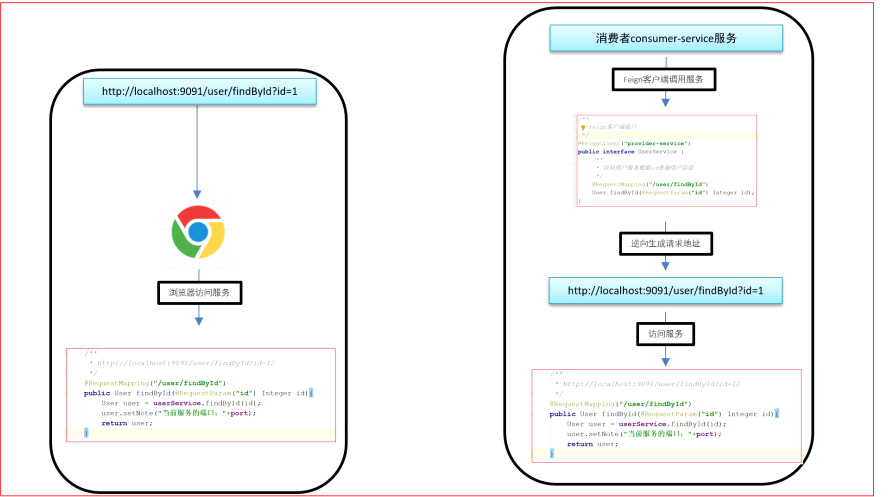 http://localhost:9091/user/findById?id=1
浏览器访问服务
/**
* http://localhost:9091/user/findById?id=12
*/
@RequestMapping("/user/findById")
public User findById(@RequestParam("id") Integer id){
User user = userService.findById(id);
user.setNote("当前服务的端口："+port);
return user;
}
消费者consumer-service服务
Feign客户端调用服务
/**
* Feign客户端接口
*/
@FeignClient("provider-service")
public interface UserService {
/**
* 访问用户服务根据id查询用户信息
*/
@RequestMapping("/user/findById")
User findById(@RequestParam("id") Integer id);
}
逆向生成请求地址
http://localhost:9091/user/findById?id=1
访问服务
/**
* http://localhost:9091/user/findById?id=12
*/
@RequestMapping("/user/findById")
public User findById(@RequestParam("id") Integer id){
User user = userService.findById(id);
user.setNote("当前服务的端口："+port);
return user;
}